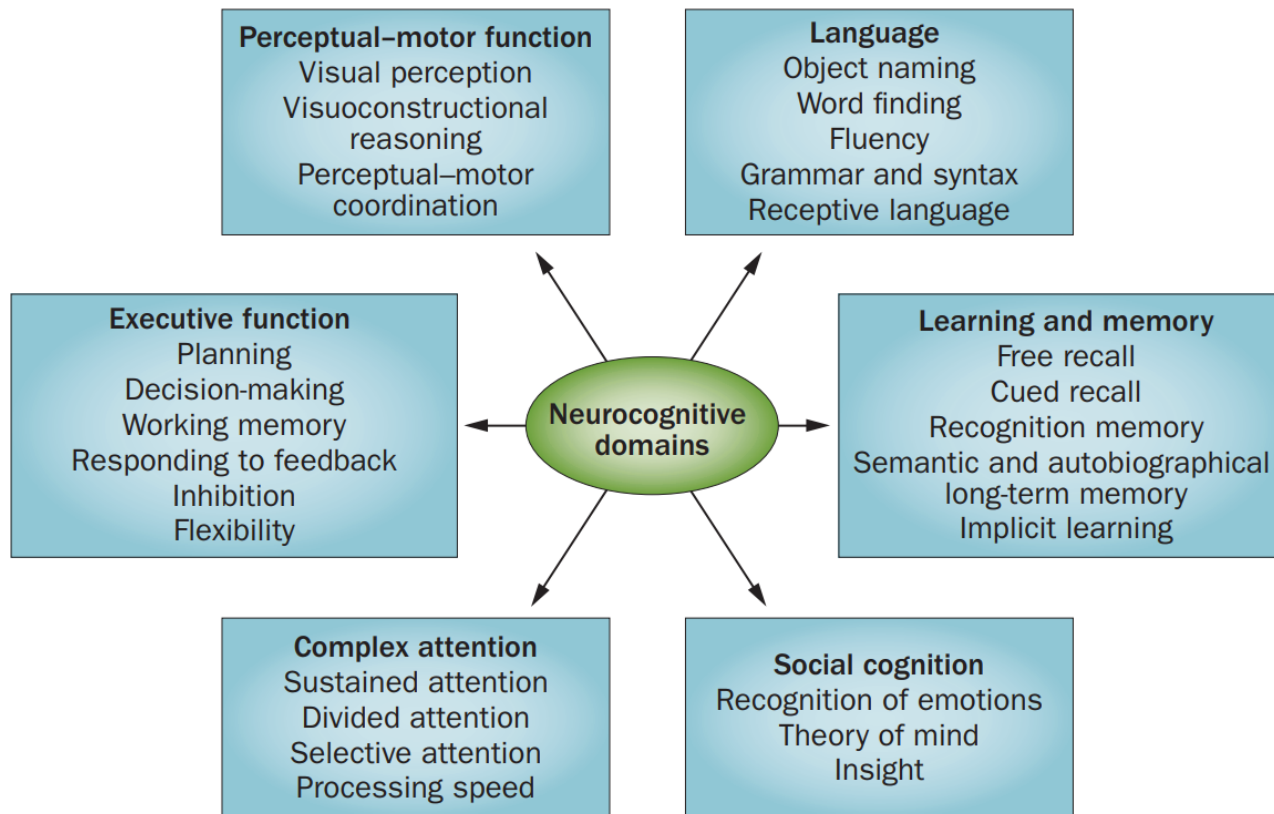 Perceptual–motor function
Visual perception
Visuoconstructional
reasoning
Perceptual–motor
coordination
Language
Object naming
Word finding
Fluency
Grammar and syntax
Receptive language
Executive function
Planning
Decision-making
Working memory
Responding to feedback
Inhibition
Flexibility
Neurocognitive
domains
Learning and memory
Free recall
Cued recall
Recognition memory
Semantic and autobiographical
long-term memory
Implicit learning
Complex attention
Sustained attention
Divided attention
Selective attention
Processing speed
Social cognition
Recognition of emotions
Theory of mind
Insight